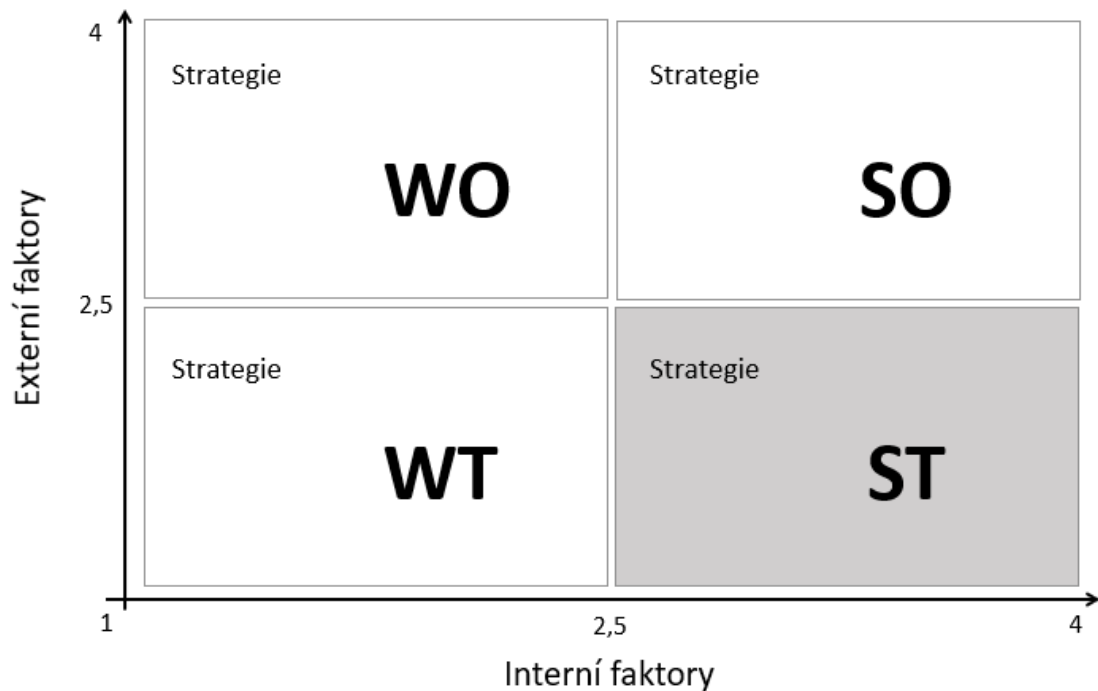 4
Strategie
Strategie
WO
SO
Externí faktory
2,5
Strategie
Strategie
WT
ST
1
2,5
4
Interní faktory